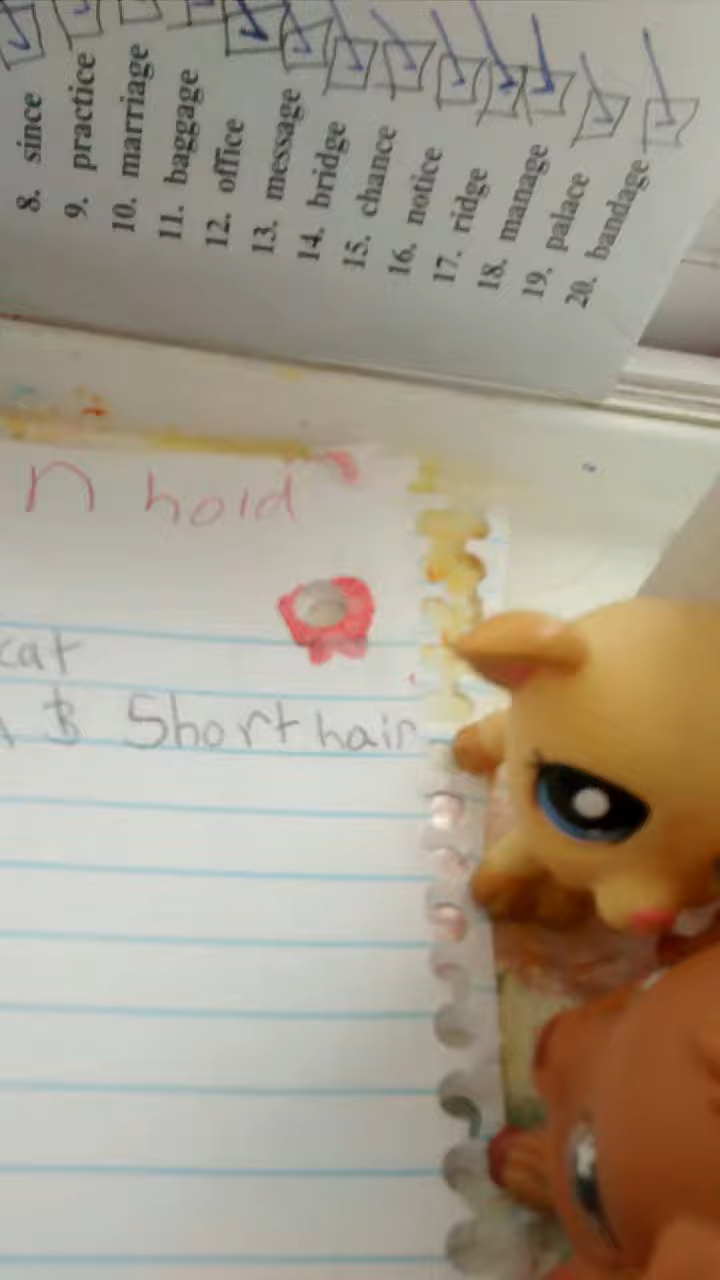 8. since
9. practice
10. marriage
11. baggage
12. office
13. message
14. bridge
15. chance
16. notice
17. ridge
18. manage
19. palace
20. bandage
n hold
cat
$ Shorthair